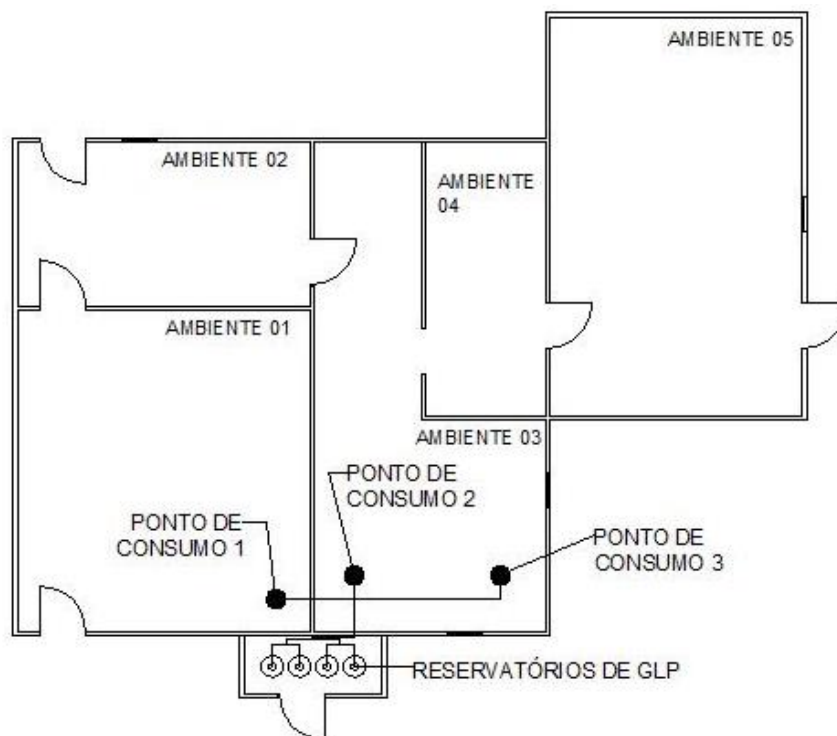 AMBIENTE 05
AMBIENTE 02
AMBIENTE
04
AMBIENTE 01
AMBIENTE 03
PONTO DE
CONSUMO 2
PONTO DE
CONSUMO 1
PONTO DE
CONSUMO 3
RESERVATÓRIOS DE GLP